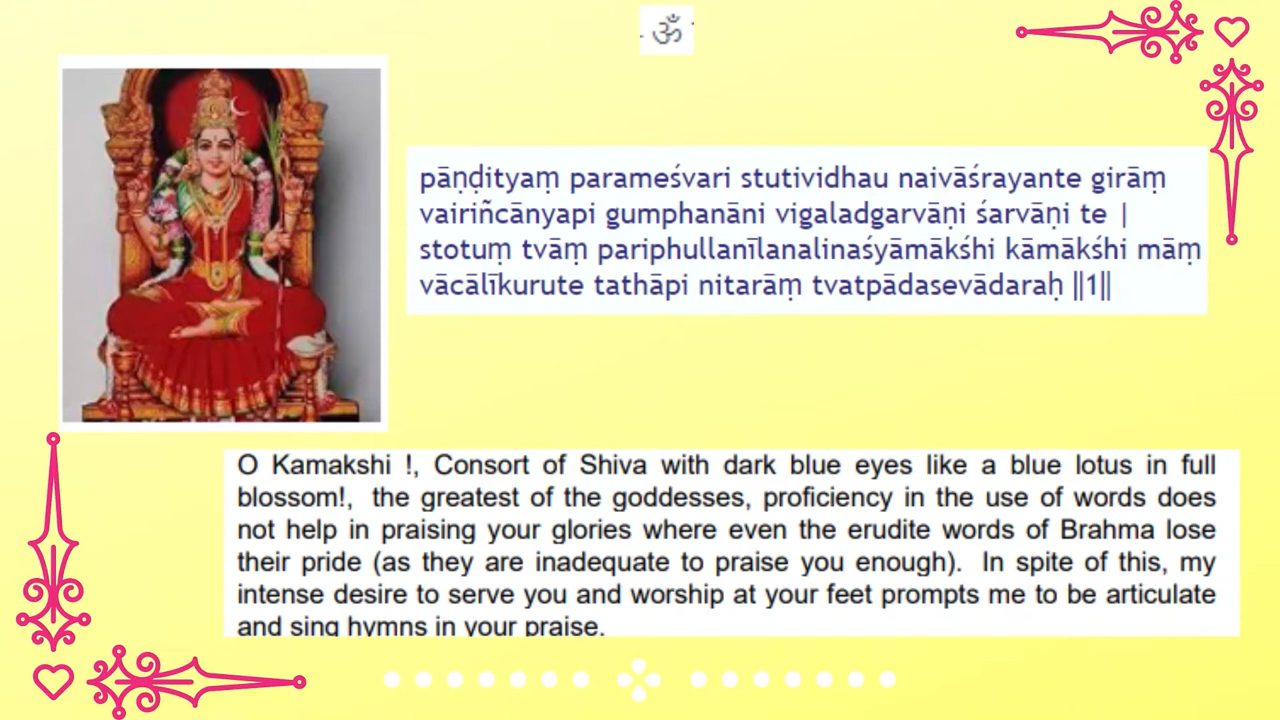 ॐ
pāṇḍityaṃ parameśvari stutividhau naivāśrayante girāṃ
vairiñcānyapi gumphanāni vigaladgarvāṇi śarvāṇi te |
stotuṃ tvāṃ pariphullanīlanalinaśyāmākśhi kāmākśhi māṃ
vācālīkurute tathāpi nitarāṃ tvatpādasevādaraḥ ‖1‖
O Kamakshi !, Consort of Shiva with dark blue eyes like a blue lotus in full
blossom!, the greatest of the goddesses, proficiency in the use of words does
not help in praising your glories where even the erudite words of Brahma lose
their pride (as they are inadequate to praise you enough). In spite of this, my
intense desire to serve you and worship at your feet prompts me to be articulate
and sing hymns in your praise.